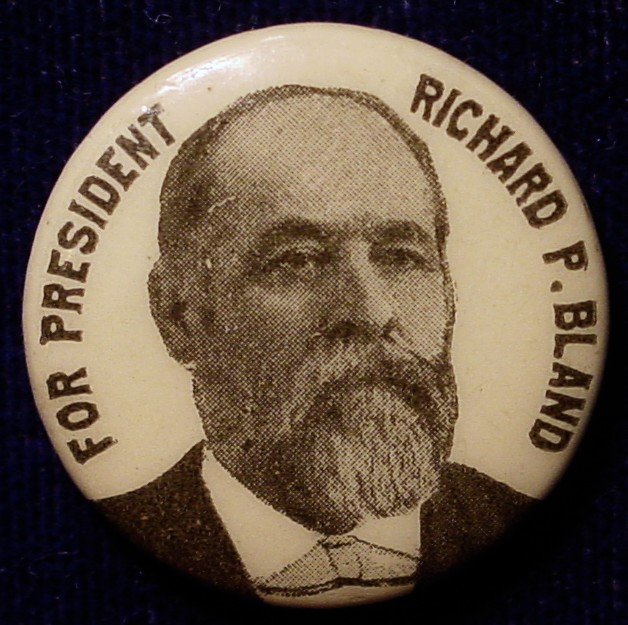 FOR PRESIDENT
RICHARD P. BLAND